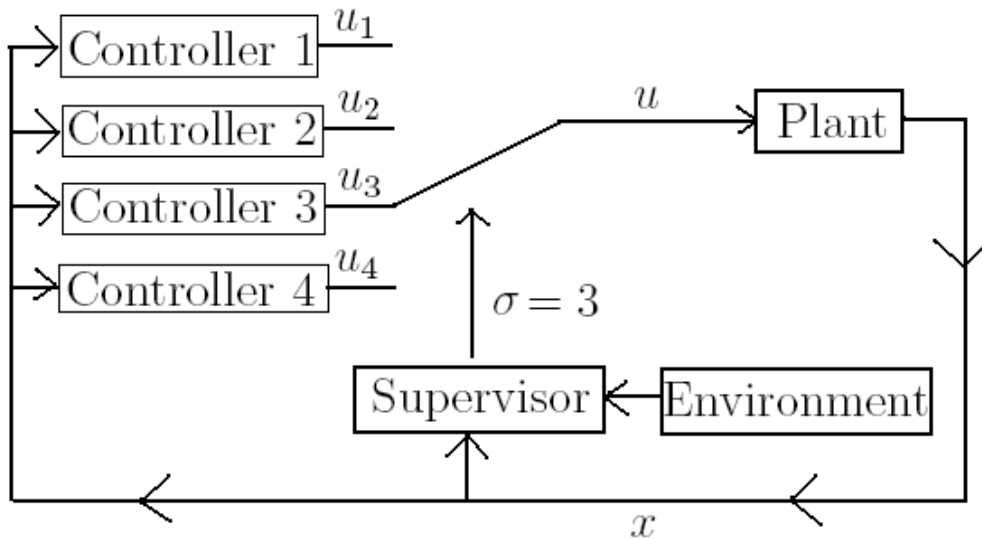 Controller 1
u₁
Controller 2
u₂
Controller 3
u₃
Controller 4
u₄
u
Plant
σ = 3
Supervisor
Environment
x